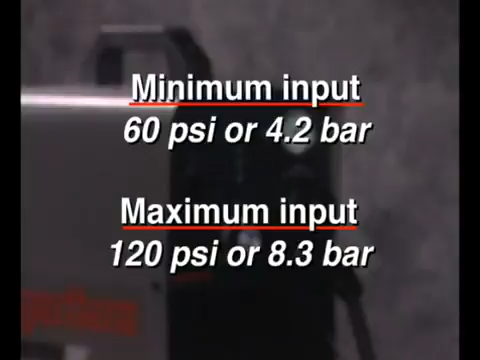 Minimum input
60 psi or 4.2 bar
Maximum input
120 psi or 8.3 bar